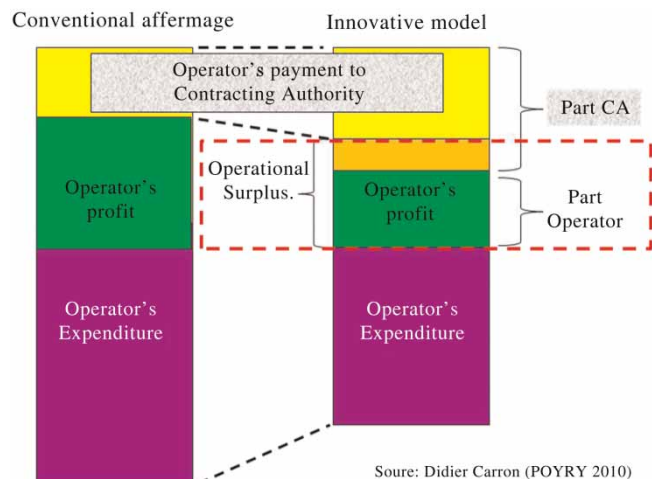 Conventional affermage
Innovative model
Operator's payment to
Contracting Authority
Part CA
Operational
Surplus.
Operator's
profit
Operator's
profit
Part
Operator
Operator's
Expenditure
Operator's
Expenditure
Soure: Didier Carron (POYRY 2010)